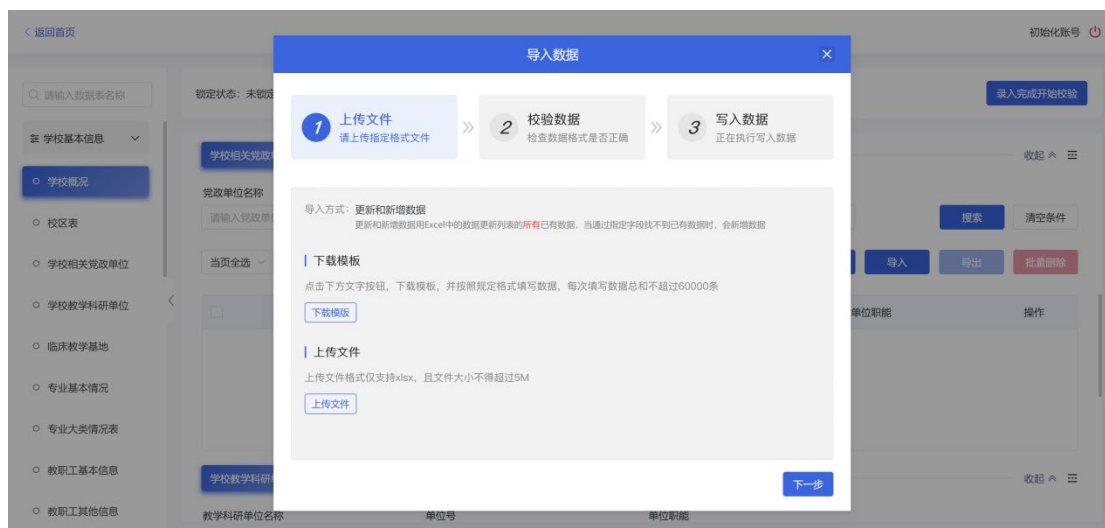 返回首页
初始化账号
导入数据
请输入数据表名称
锁定状态：未锁定
录入完成开始校验
1
上传文件
请上传指定格式文件
2
校验数据
检查数据格式是否正确
3
写入数据
正在执行写入数据
学校基本信息
学校相关党政
收起
学校概况
党政单位名称
请输入党政单
搜索
清空条件
校区表
导入方式：更新和新增数据
更新和新增数据用Excel中的数据更新列表的所有已有数据，当通过指定字段找不到已有数据时，会新增数据
学校相关党政单位
当页全选
导入
导出
批量删除
下载模板
点击下方文字按钮，下载模板，并按照规定格式填写数据，每次填写数据总和不超过60000条
下载模版
学校教学科研单位
单位职能
操作
临床教学基地
上传文件
上传文件格式仅支持xlsx，且文件大小不得超过5M
上传文件
专业基本情况
专业大类情况表
教职工基本信息
学校教学科研
收起
下一步
教职工其他信息
教学科研单位名称
单位号
单位职能